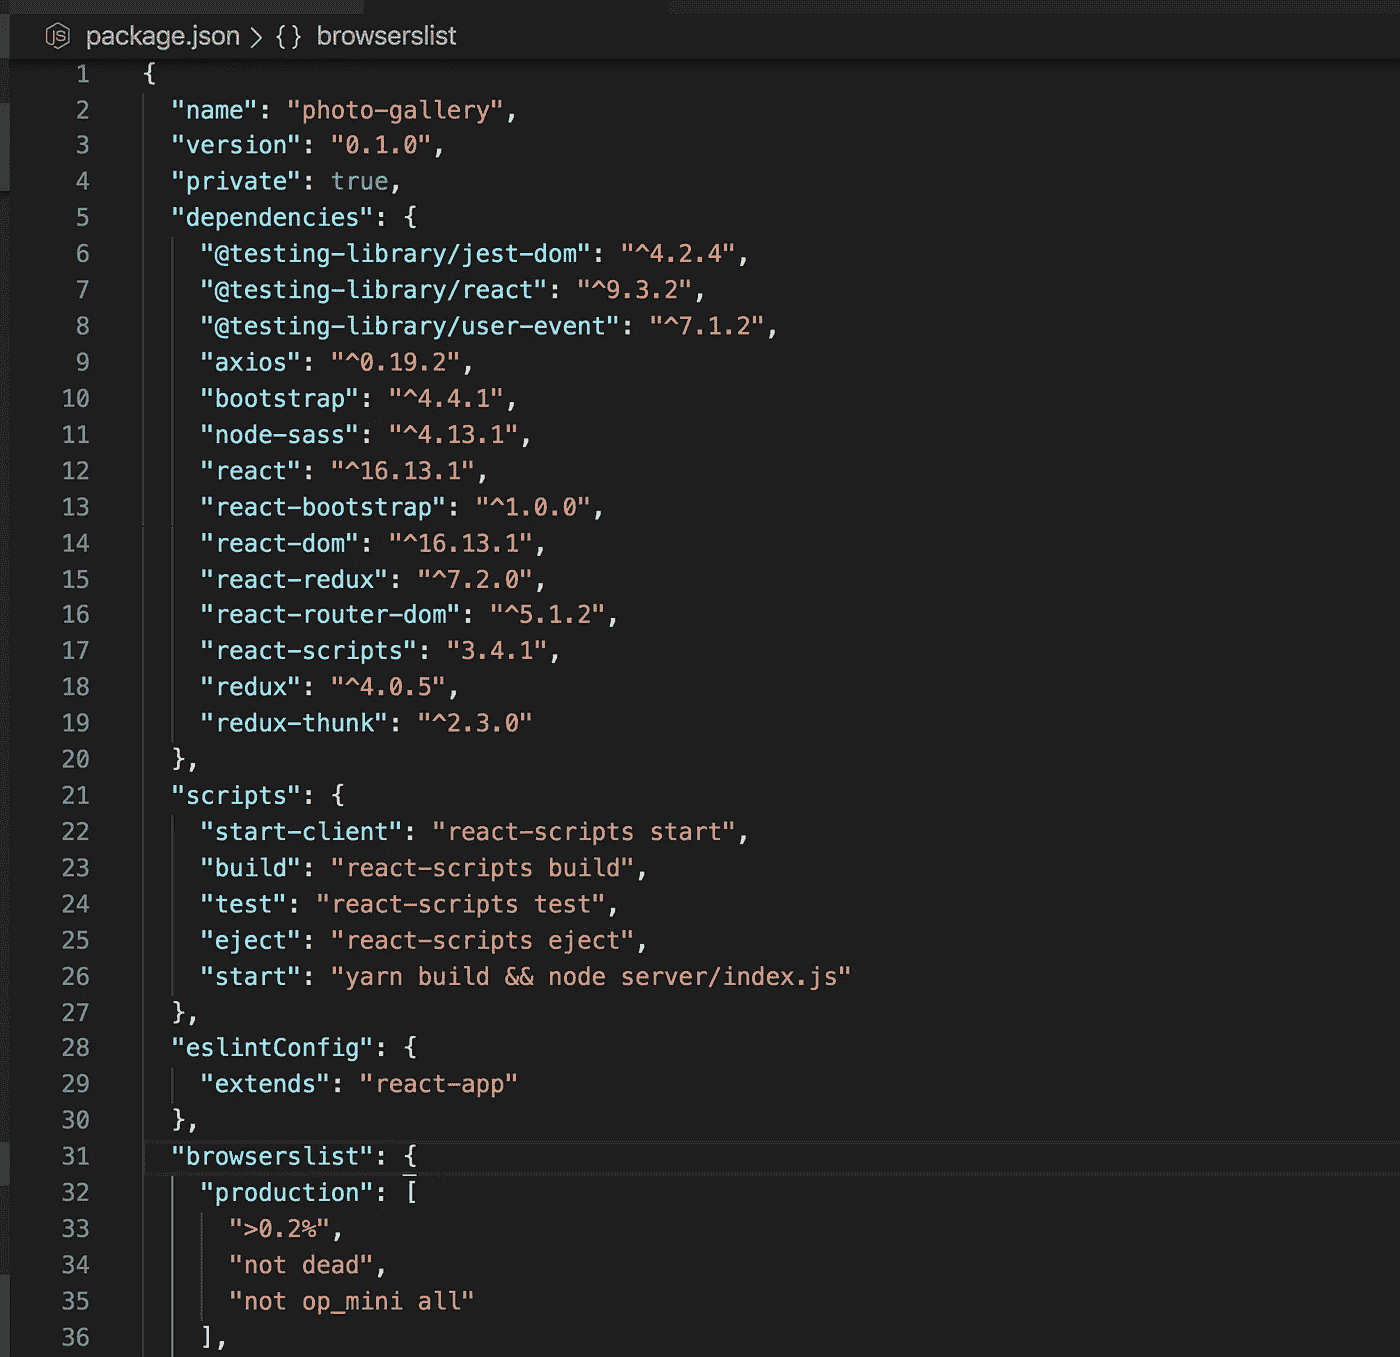 package.json > {} browserslist
1 {
2 "name": "photo-gallery",
3 "version": "0.1.0",
4 "private": true,
5 "dependencies": {
6 "@testing-library/jest-dom": "^4.2.4",
7 "@testing-library/react": "^9.3.2",
8 "@testing-library/user-event": "^7.1.2",
9 "axios": "^0.19.2",
10 "bootstrap": "^4.4.1",
11 "node-sass": "^4.13.1",
12 "react": "^16.13.1",
13 "react-bootstrap": "^1.0.0",
14 "react-dom": "^16.13.1",
15 "react-redux": "^7.2.0",
16 "react-router-dom": "^5.1.2",
17 "react-scripts": "3.4.1",
18 "redux": "^4.0.5",
19 "redux-thunk": "^2.3.0"
20 },
21 "scripts": {
22 "start-client": "react-scripts start",
23 "build": "react-scripts build",
24 "test": "react-scripts test",
25 "eject": "react-scripts eject",
26 "start": "yarn build && node server/index.js"
27 },
28 "eslintConfig": {
29 "extends": "react-app"
30 },
31 "browserslist": {
32 "production": [
33 ">0.2%",
34 "not dead",
35 "not op_mini all"
36 ],